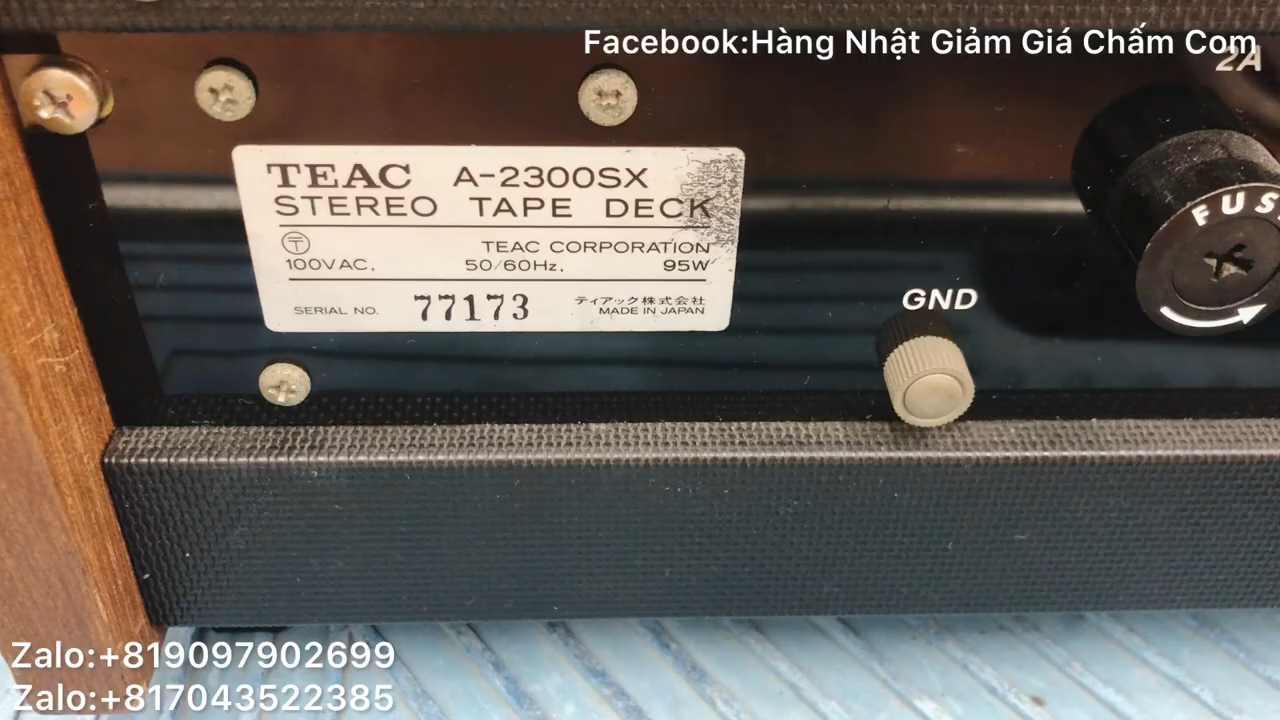 Facebook:Hàng Nhật Giảm Giá Chấm Com
2A
TEAC A-2300SX
STEREO TAPE DECK
〒
TEAC CORPORATION
100V AC, 50/60Hz, 95W
SERIAL NO. 77173
ティアック株式会社
MADE IN JAPAN
GND
Zalo:+819097902699
Zalo:+817043522385